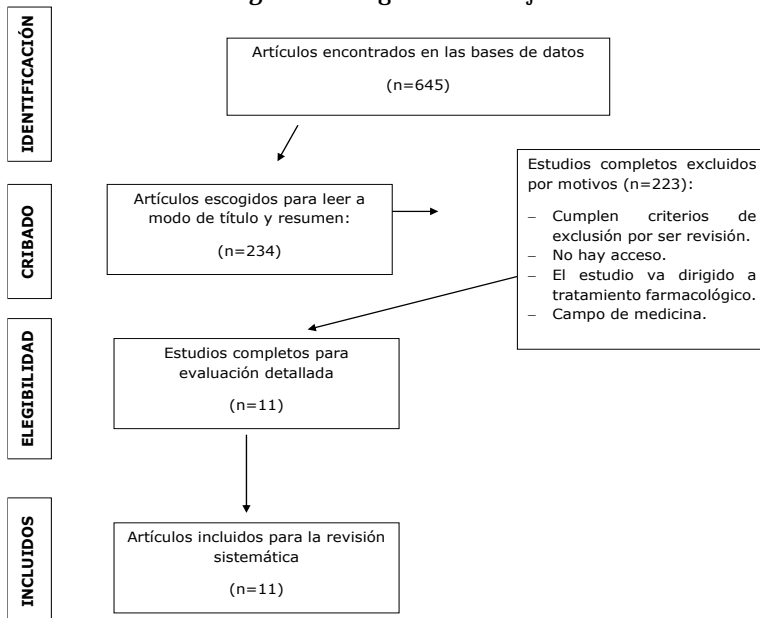 IDENTIFICACIÓN
Artículos encontrados en las bases de datos
(n=645)
CRIBADO
Artículos escogidos para leer a
modo de título y resumen:
(n=234)
Estudios completos excluidos
por motivos (n=223):
– Cumplen criterios de
exclusión por ser revisión.
– No hay acceso.
– El estudio va dirigido a
tratamiento farmacológico.
– Campo de medicina.
ELEGIBILIDAD
Estudios completos para
evaluación detallada
(n=11)
INCLUIDOS
Artículos incluidos para la revisión
sistemática
(n=11)